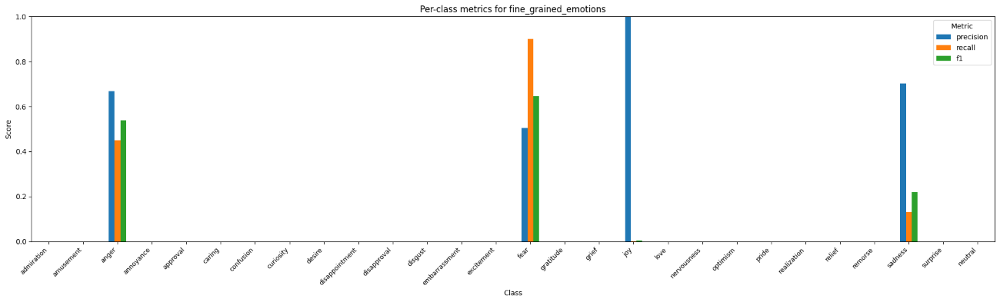 Per-class metrics for fine_grained_emotions
1.0
0.8
0.6
0.4
0.2
0.0
Score
Metric
precision
recall
f1
admiration
amusement
anger
annoyance
approval
caring
confusion
curiosity
desire
disappointment
disapproval
disgust
embarrassment
excitement
fear
gratitude
grief
joy
love
nervousness
optimism
pride
realization
relief
remorse
sadness
surprise
neutral
Class